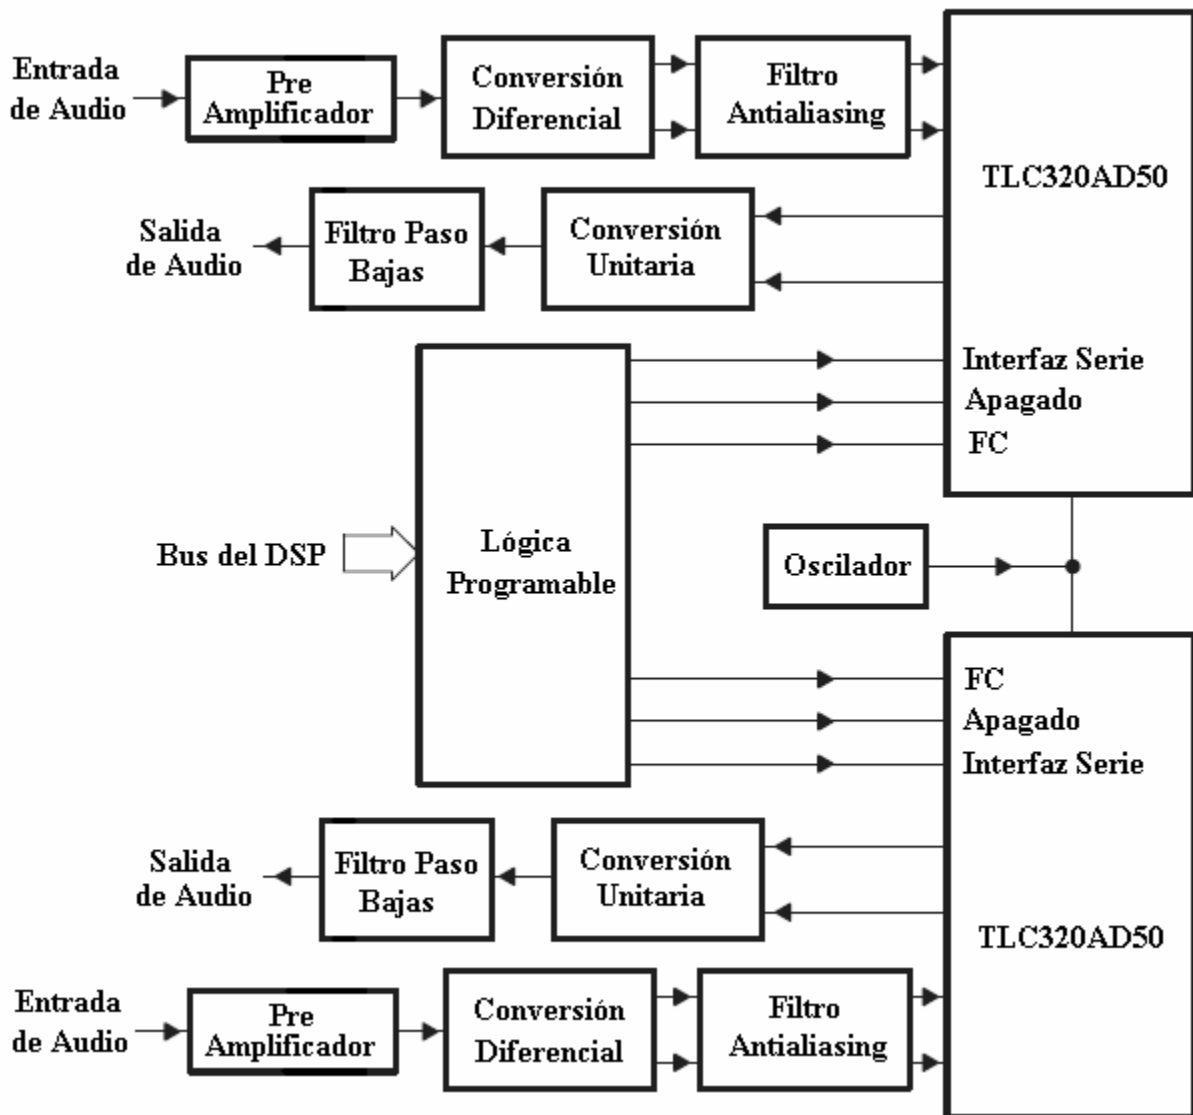 Entrada
de Audio
Pre
Amplificador
Conversión
Diferencial
Filtro
Antialiasing
TLC320AD50
Salida
de Audio
Filtro Paso
Bajas
Conversión
Unitaria
Interfaz Serie
Apagado
FC
Bus del DSP
Lógica
Programable
Oscilador
FC
Apagado
Interfaz Serie
Salida
de Audio
Filtro Paso
Bajas
Conversión
Unitaria
TLC320AD50
Entrada
de Audio
Pre
Amplificador
Conversión
Diferencial
Filtro
Antialiasing